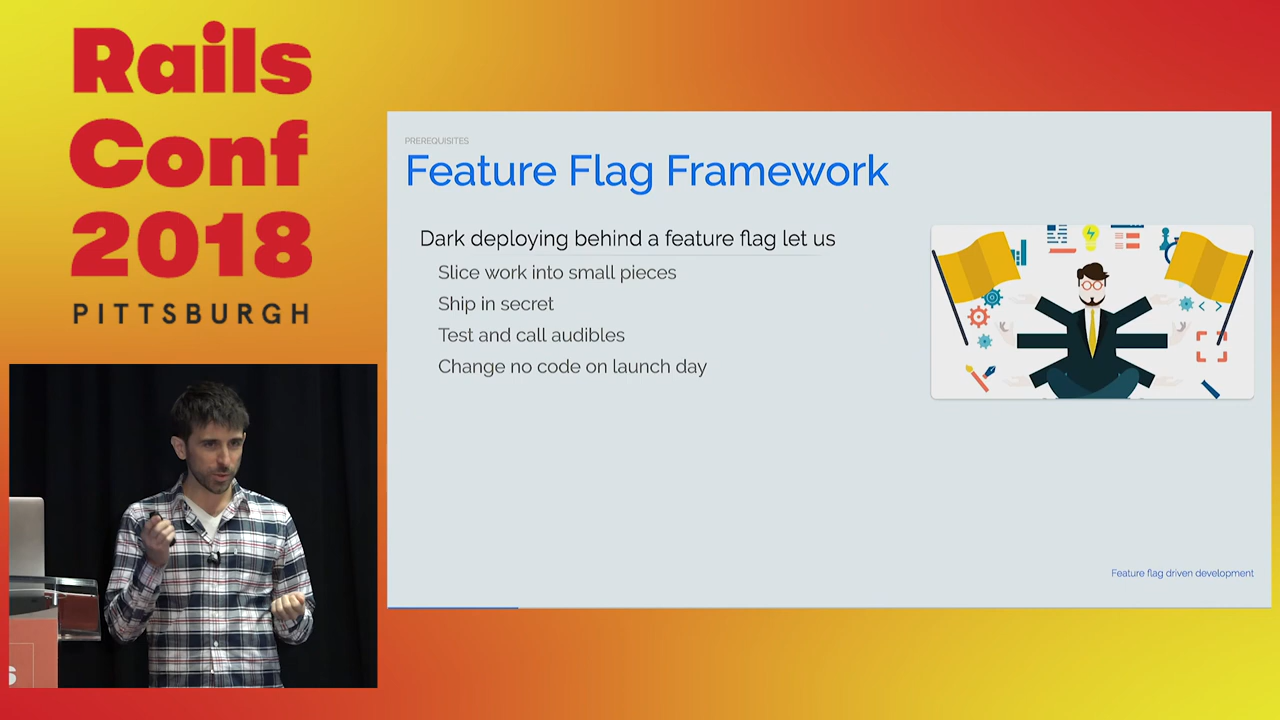 Rails
Conf
2018
PITTSBURGH
PREREQUISITES
Feature Flag Framework
Dark deploying behind a feature flag let us
Slice work into small pieces
Ship in secret
Test and call audibles
Change no code on launch day
Feature flag driven development
S